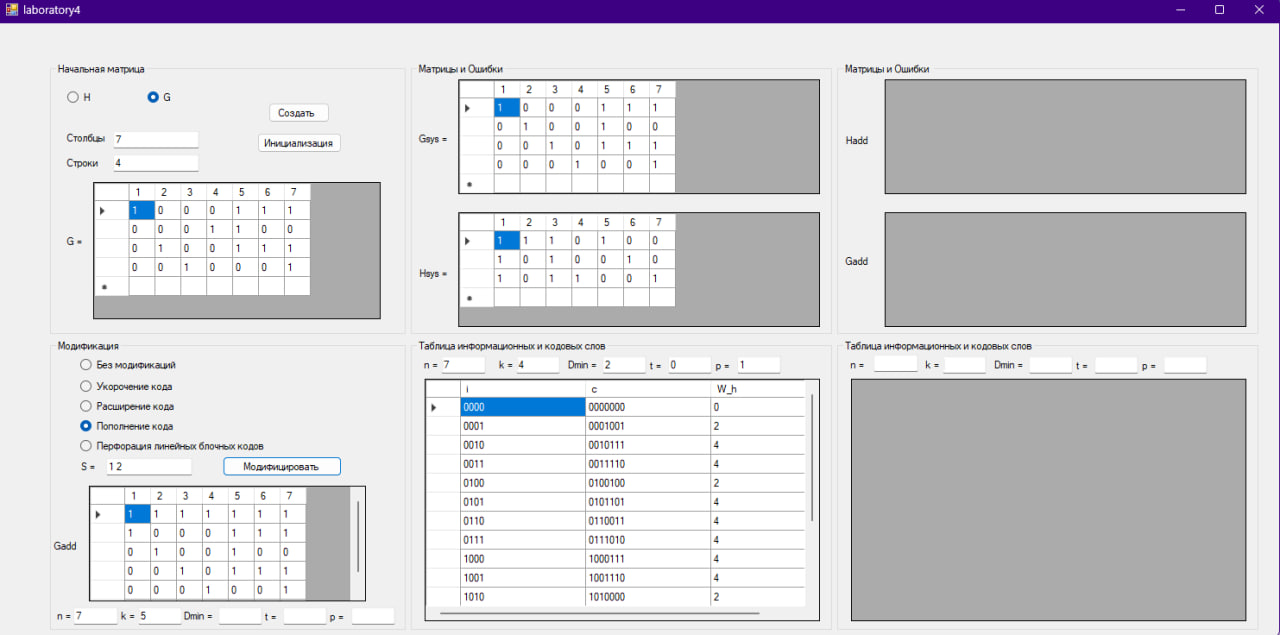 laboratory4
Начальная матрица
H G
Создать
Столбцы 7
Инициализация
Строки 4
1 2 3 4 5 6 7
1 0 0 0 1 1 1
0 0 0 1 1 0 0
G =
0 1 0 0 1 1 1
0 0 1 0 0 0 1
Матрицы и Ошибки
1 2 3 4 5 6 7
1 0 0 0 1 1 1
0 1 0 0 1 0 0
Gsys =
0 0 1 0 1 1 1
0 0 0 1 0 0 1
1 2 3 4 5 6 7
1 1 1 0 1 0 0
1 0 1 0 0 1 0
Hsys =
1 0 1 1 0 0 1
Матрицы и Ошибки
Hadd
Gadd
Модификация
Без модификаций
Укорочение кода
Расширение кода
Пополнение кода
Перфорация линейных блочных кодов
S = 1 2 Модифицировать
1 2 3 4 5 6 7
1 1 1 1 1 1 1
1 0 0 0 1 1 1
Gadd
0 1 0 0 1 0 0
0 0 1 0 1 1 1
0 0 0 1 0 0 1
n = 7 k = 5 Dmin = t = p =
Таблица информационных и кодовых слов
n = 7 k = 4 Dmin = 2 t = 0 p = 1
i c W_h
0000 0000000 0
0001 0001001 2
0010 0010111 4
0011 0011110 4
0100 0100100 2
0101 0101101 4
0110 0110011 4
0111 0111010 4
1000 1000111 4
1001 1001110 4
1010 1010000 2
Таблица информационных и кодовых слов
n = k = Dmin = t = p =